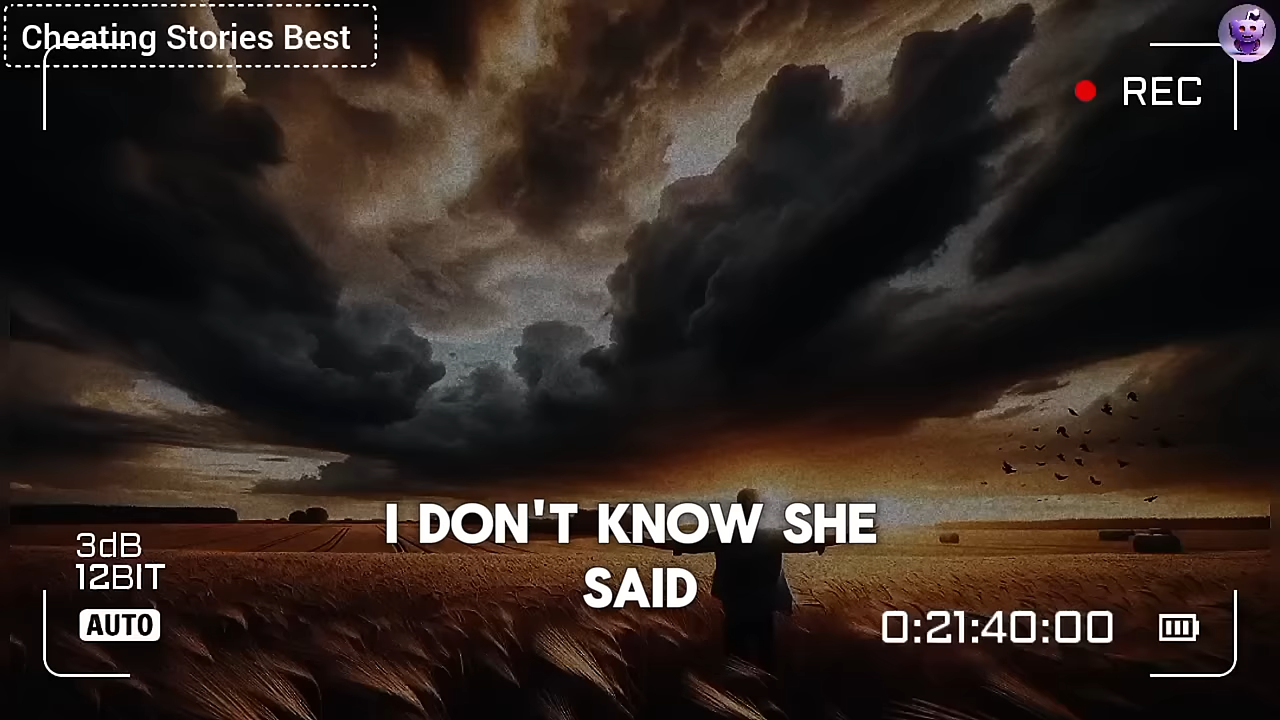 Cheating Stories Best
REC
I DON'T KNOW SHE
SAID
3dB
12BIT
AUTO
0:21:40:00